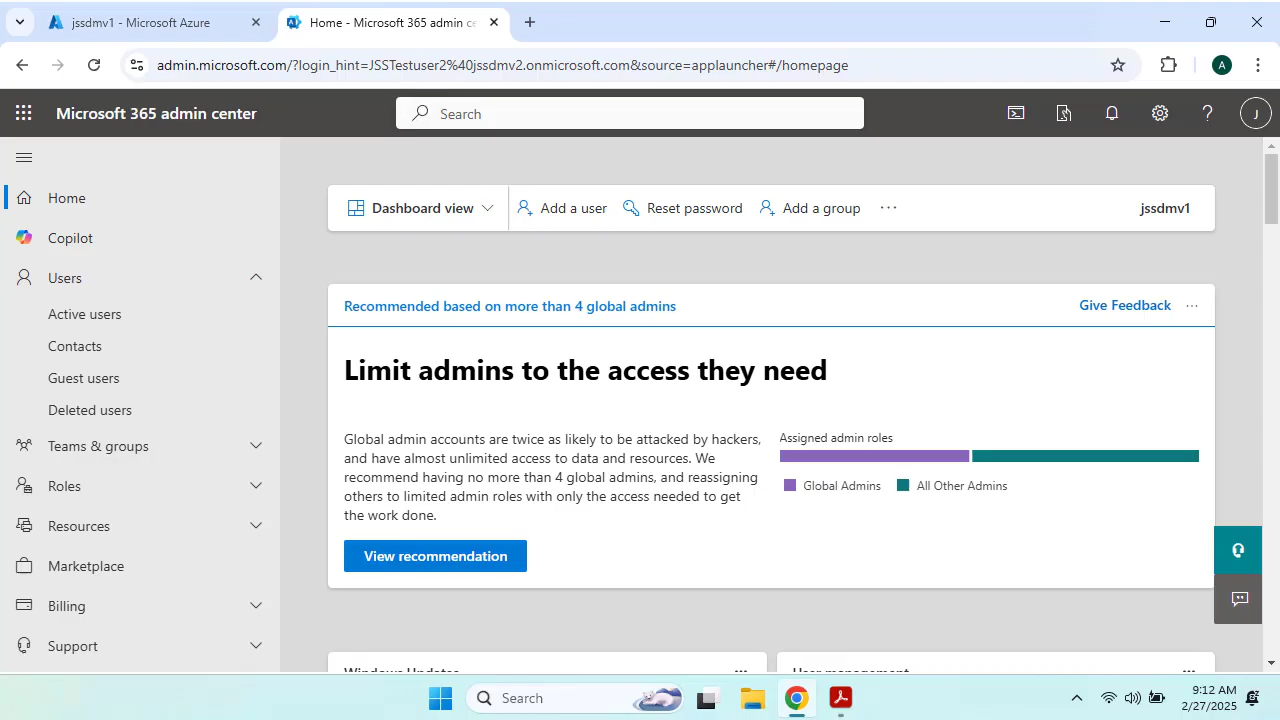 jssdmv1 - Microsoft Azure
Home - Microsoft 365 admin ce
admin.microsoft.com/?login_hint=JSSTestuser2%40jssdmv2.onmicrosoft.com&source=applauncher#/homepage
A
Microsoft 365 admin center
Search
J
Home
Copilot
Users
Active users
Contacts
Guest users
Deleted users
Teams & groups
Roles
Resources
Marketplace
Billing
Support
Dashboard view
Add a user
Reset password
Add a group
jssdmv1
Recommended based on more than 4 global admins
Give Feedback
Limit admins to the access they need
Global admin accounts are twice as likely to be attacked by hackers,
and have almost unlimited access to data and resources. We
recommend having no more than 4 global admins, and reassigning
others to limited admin roles with only the access needed to get
the work done.
Assigned admin roles
Global Admins
All Other Admins
View recommendation
Windows Updates
User management
Search
9:12 AM
2/27/2025